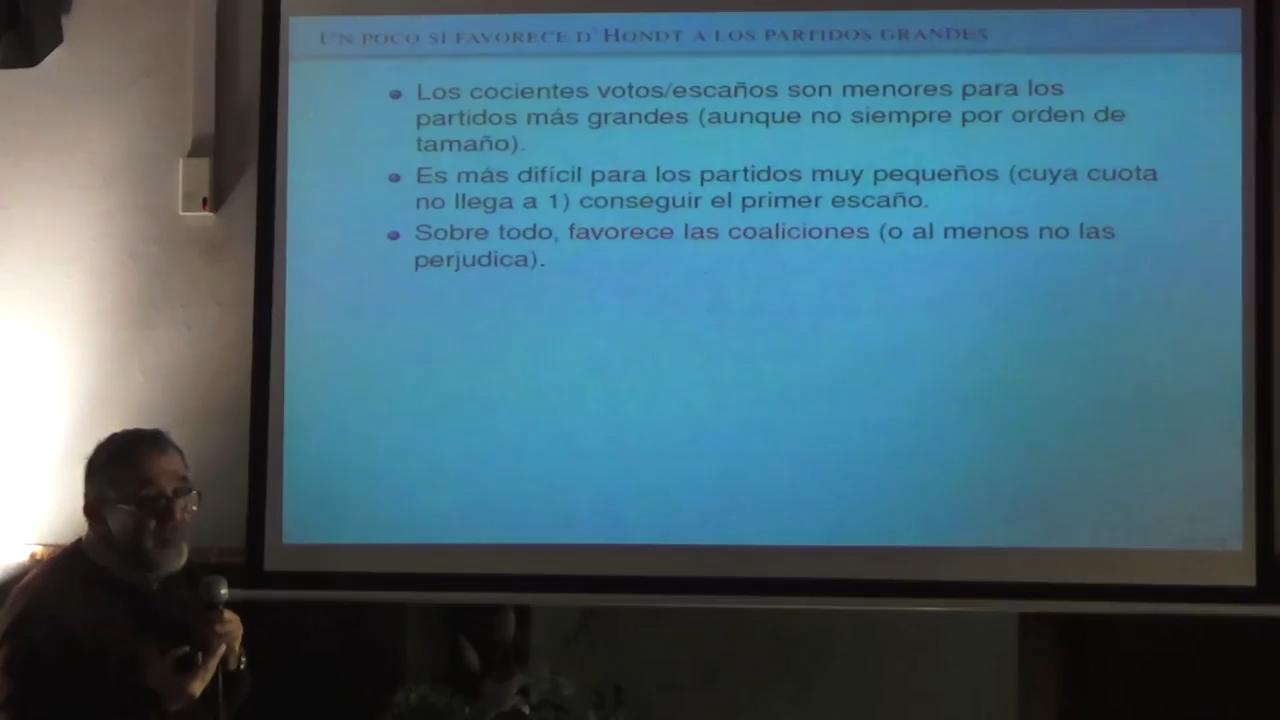 UN POCO SÍ FAVORECE D'HONDT A LOS PARTIDOS GRANDES
Los cocientes votos/escaños son menores para los
partidos más grandes (aunque no siempre por orden de
tamaño).
Es más difícil para los partidos muy pequeños (cuya cuota
no llega a 1) conseguir el primer escaño.
Sobre todo, favorece las coaliciones (o al menos no las
perjudica).